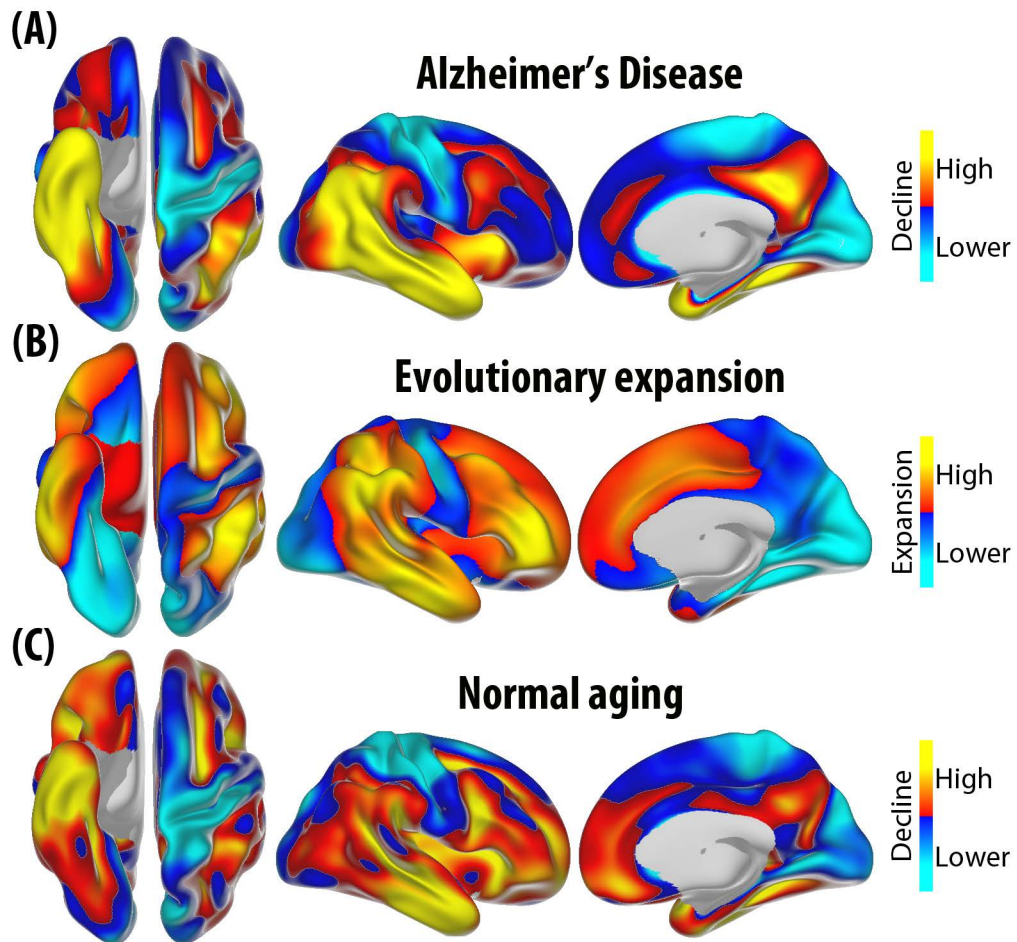 (A)
Alzheimer's Disease
Decline
High
Lower
(B)
Evolutionary expansion
Expansion
High
Lower
(C)
Normal aging
Decline
High
Lower